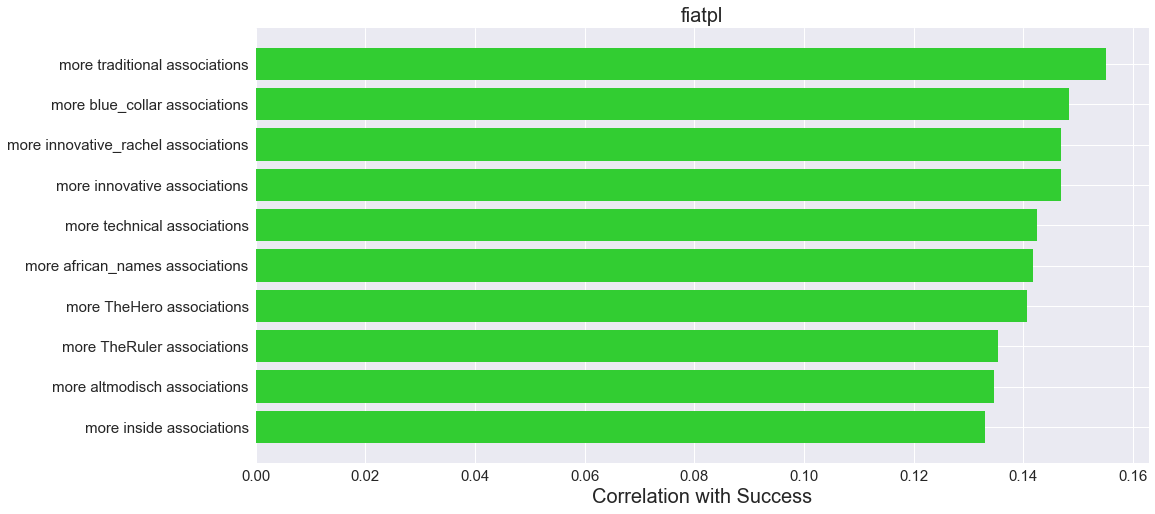 fiatpl
more traditional associations
more blue_collar associations
more innovative_rachel associations
more innovative associations
more technical associations
more african_names associations
more TheHero associations
more TheRuler associations
more altmodisch associations
more inside associations
0.00 0.02 0.04 0.06 0.08 0.10 0.12 0.14 0.16
Correlation with Success